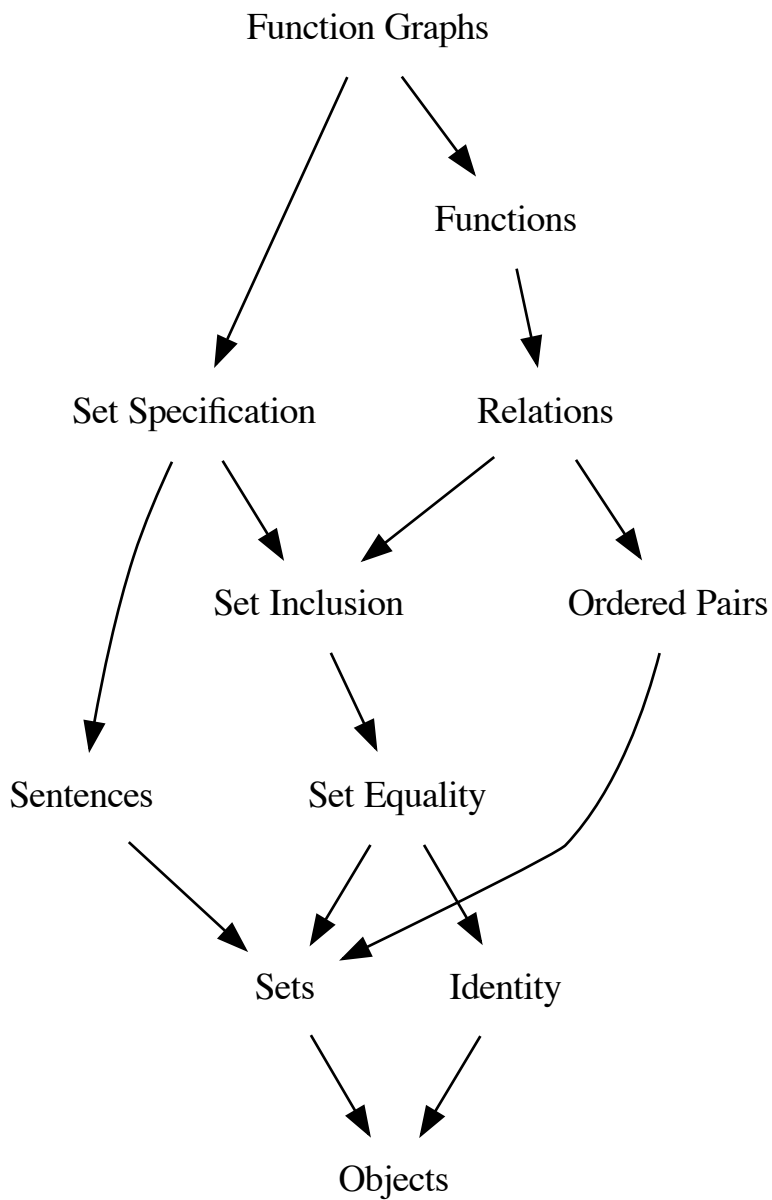 Function Graphs
Functions
Set Specification
Relations
Set Inclusion
Ordered Pairs
Sentences
Set Equality
Sets
Identity
Objects